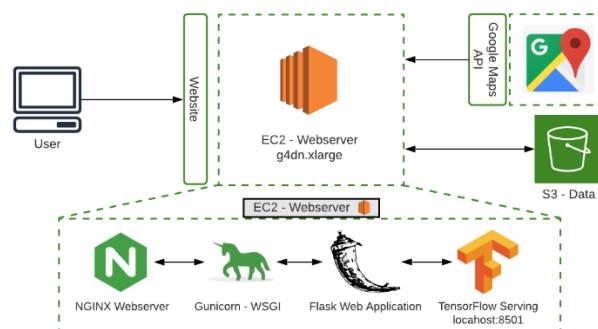 User
Website
EC2 - Webserver
g4dn.xlarge
Google Maps
API
G
S3 - Data
EC2 - Webserver
N
NGINX Webserver
Gunicorn - WSGI
Flask Web Application
TensorFlow Serving
locahost:8501